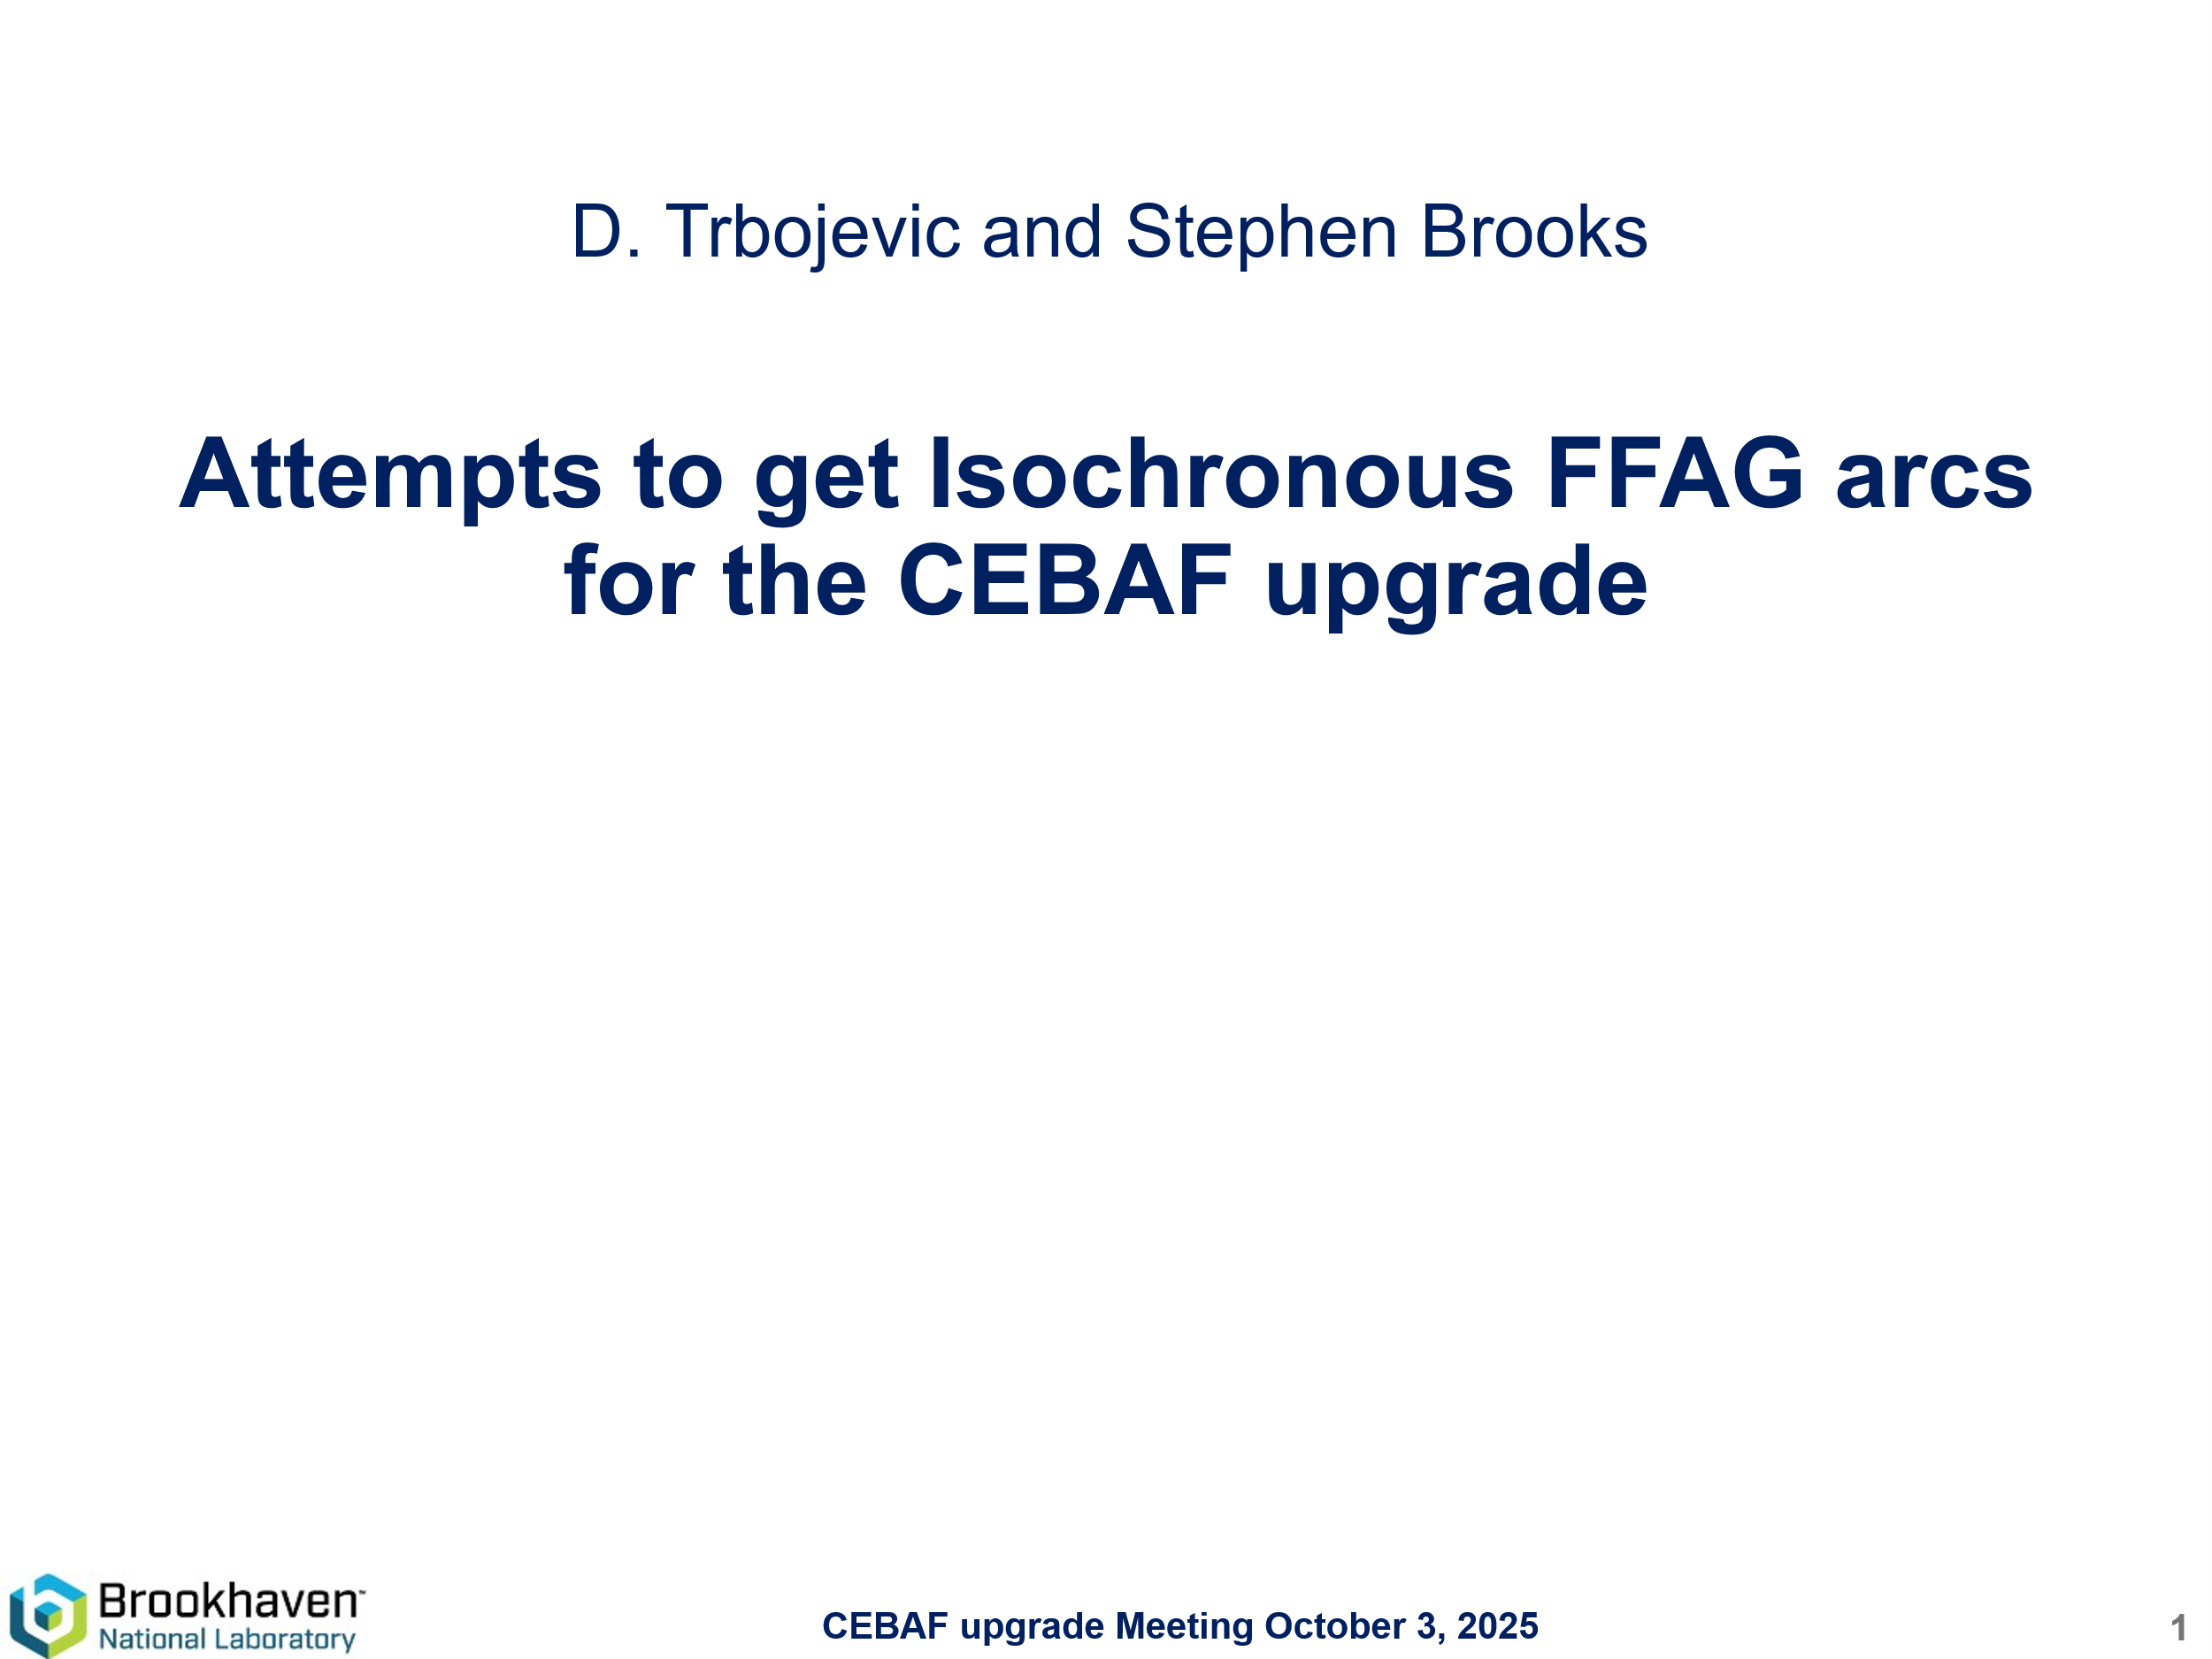 D. Trbojevic and Stephen Brooks
Attempts to get Isochronous FFAG arcs
for the CEBAF upgrade
Brookhaven™
National Laboratory
CEBAF upgrade Meeting October 3, 2025
1